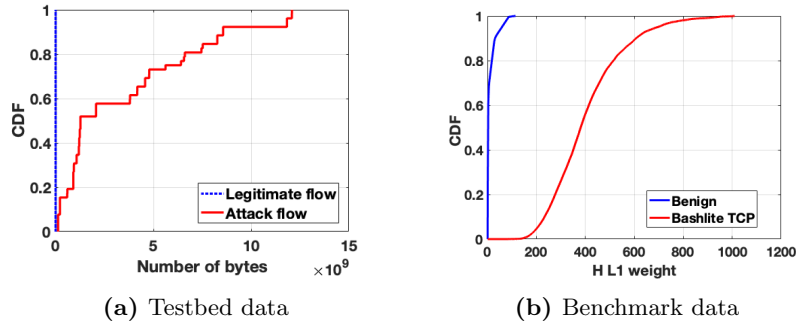 1
0.8
0.6
0.4
0.2
0
CDF
Legitimate flow
Attack flow
0 5 10 15
Number of bytes ×10⁹
(a) Testbed data
1
0.8
0.6
0.4
0.2
0
CDF
Benign
Bashlite TCP
0 200 400 600 800 1000 1200
H L1 weight
(b) Benchmark data